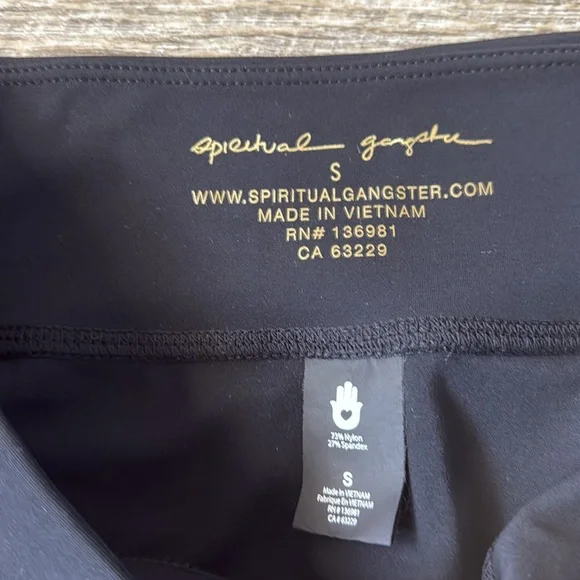 spiritual gangster
S
WWW.SPIRITUALGANGSTER.COM
MADE IN VIETNAM
RN# 136981
CA 63229
73% Nylon
27% Spandex
S
Made in VIETNAM
Fabriqué En VIETNAM
RN # 136981
CA # 63229